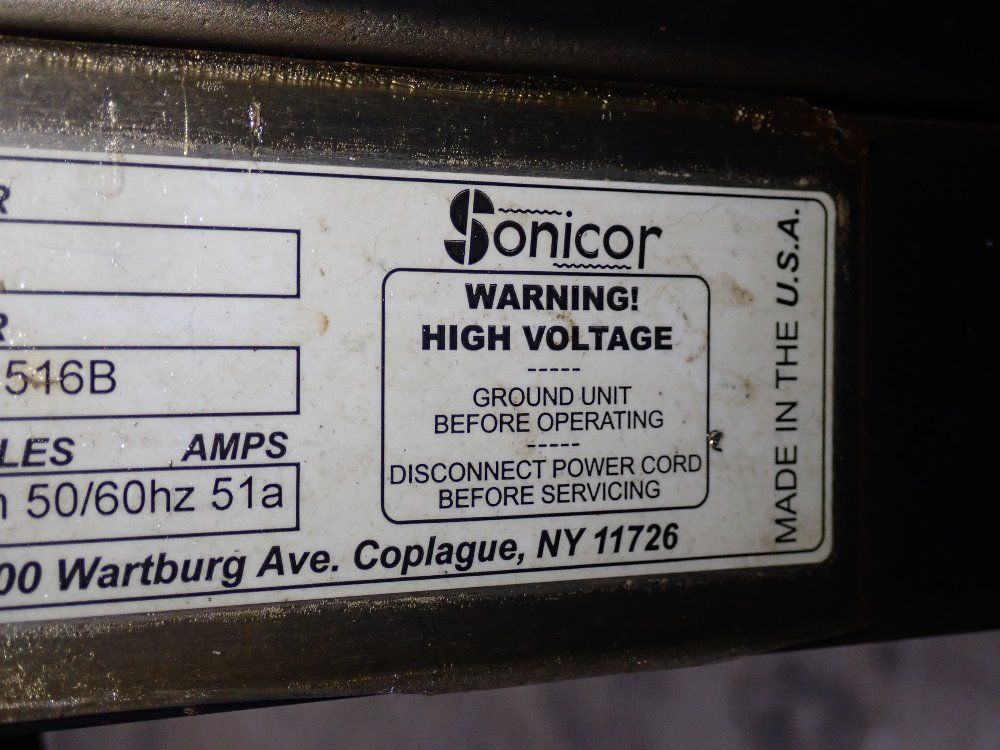 R
Sonicor
WARNING!
HIGH VOLTAGE
-----
GROUND UNIT
BEFORE OPERATING
-----
DISCONNECT POWER CORD
BEFORE SERVICING
R
516B
LES AMPS
50/60hz 51a
00 Wartburg Ave. Coplague, NY 11726
MADE IN THE U.S.A.